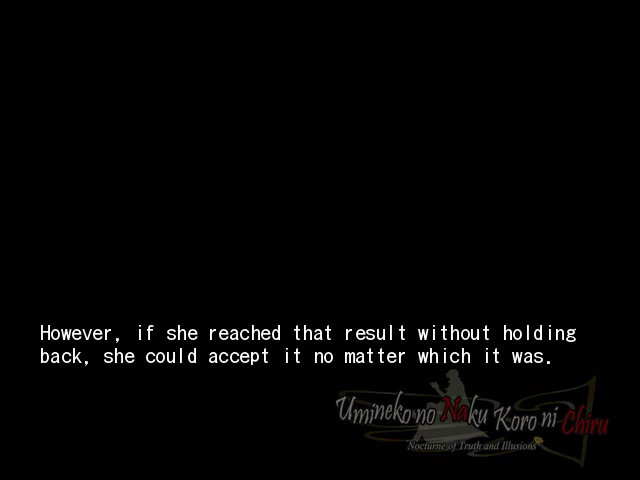 However, if she reached that result without holding
back, she could accept it no matter which it was.
Umineko no Naku Koro ni Chiru
Nocturne of Truth and Illusions